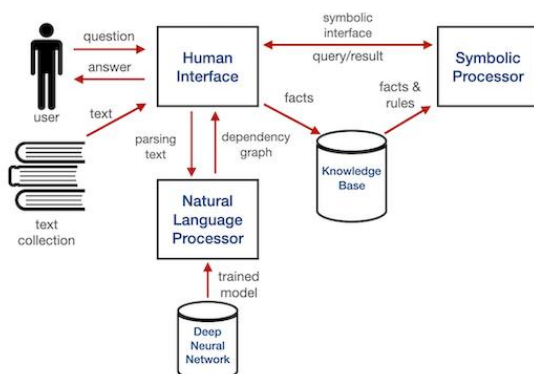 question
answer
user
text
text
collection
Human
Interface
symbolic
interface
query/result
Symbolic
Processor
facts
facts &
rules
Knowledge
Base
parsing
text
dependency
graph
Natural
Language
Processor
trained
model
Deep
Neural
Network